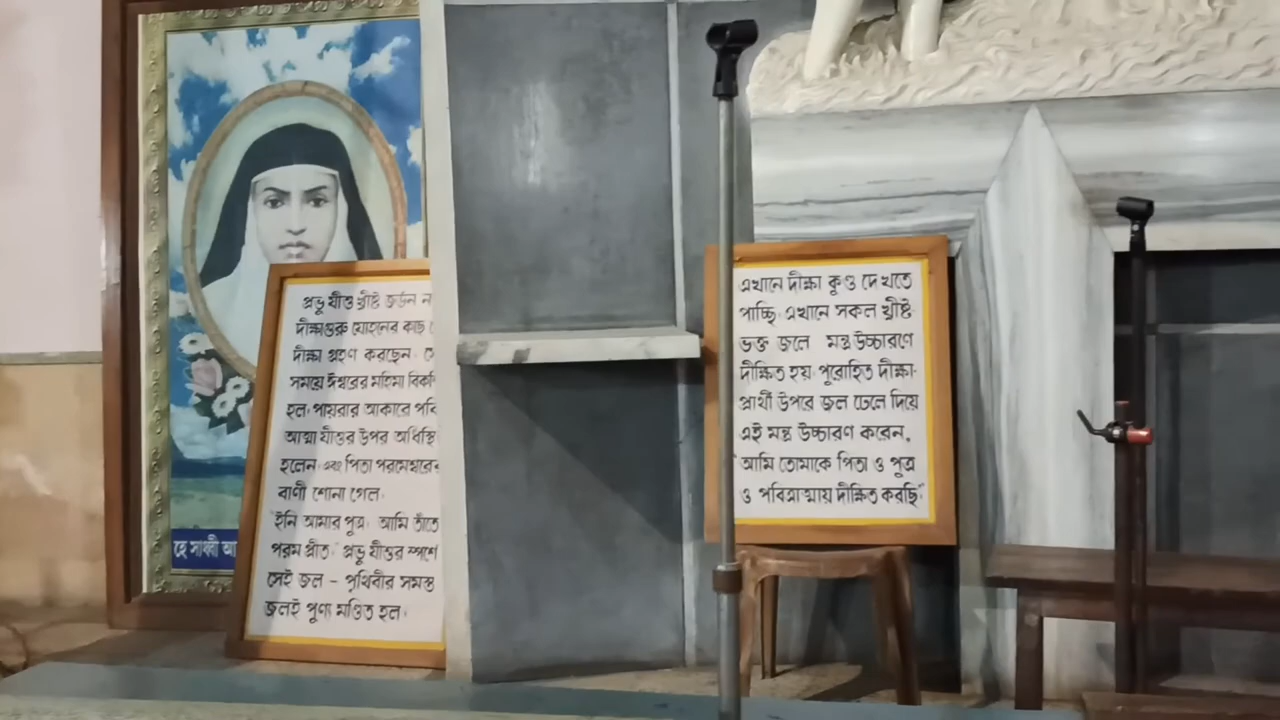 হে সাধ্বী আ
প্রভু যীশু খ্রীষ্ট জর্ডন ন
দীক্ষাগুরু যোহনের কাছ
দীক্ষা গ্রহণ করছেন।
সময়ে ঈশ্বরের মহিমা বিকশি
হল। পায়রার আকারে পবি
আত্মা যীশুর উপর অধিষ্ঠি
হলেন। এবং পিতা পরমেশ্বরের
বাণী শোনা গেল।
"ইনি আমার পুত্র। আমি তাঁতে
পরম প্রীত।" প্রভু যীশুর স্পর্শে
সেই জল – পৃথিবীর সমস্ত
জলই পুণ্য মণ্ডিত হল।
এখানে দীক্ষা কুণ্ড দেখতে
পাচ্ছি। এখানে সকল খ্রীষ্ট-
ভক্ত জলে মন্ত্র উচ্চারণে
দীক্ষিত হয়। পুরোহিত দীক্ষা-
প্রার্থী উপরে জল ঢেলে দিয়ে
এই মন্ত্র উচ্চারণ করেন,
"আমি তোমাকে পিতা ও পুত্র
ও পবিত্রাত্মায় দীক্ষিত করছি"